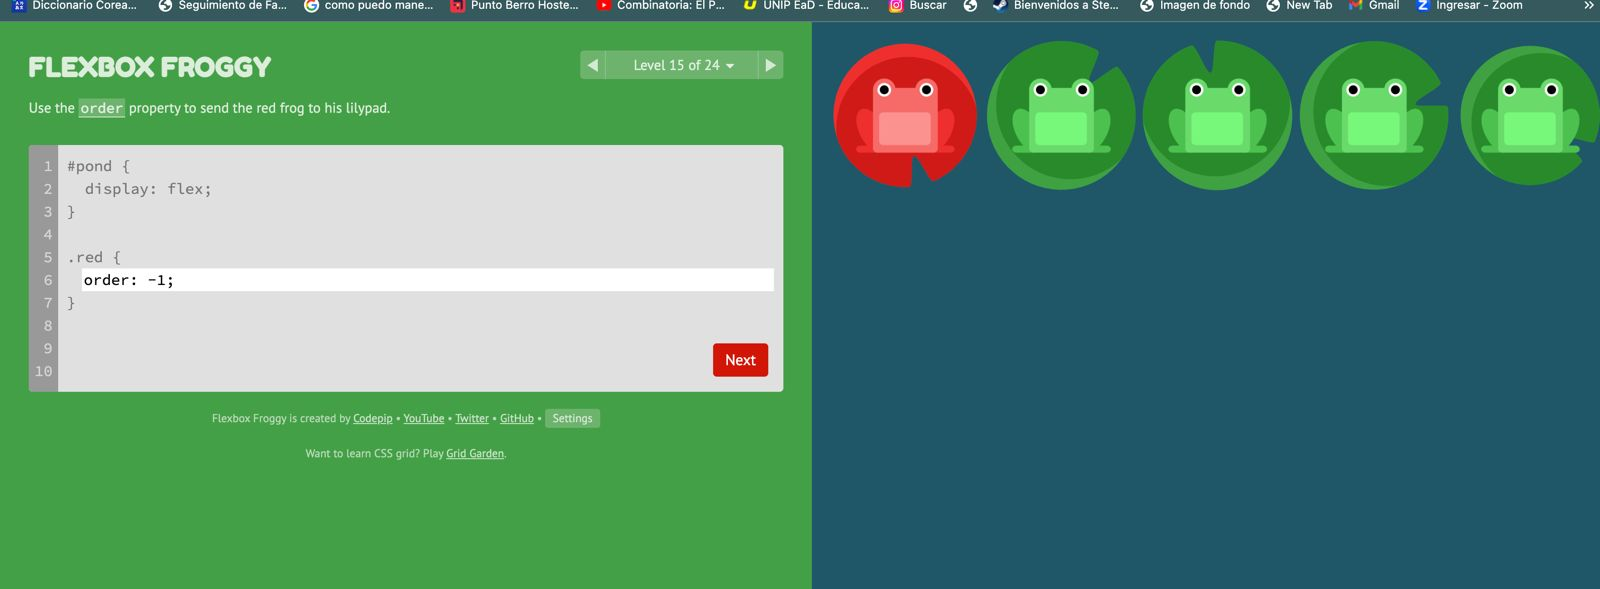 Diccionario Corea... Seguimiento de Fa... como puedo mane... Punto Berro Hoste... Combinatoria: El P... UNIP EaD - Educa... Buscar Bienvenidos a Ste... Imagen de fondo New Tab Gmail Ingresar - Zoom »
FLEXBOX FROGGY
Level 15 of 24
Use the order property to send the red frog to his lilypad.
1 #pond {
2 display: flex;
3 }
4
5 .red {
6 order: -1;
7 }
8
9
10
Next
Flexbox Froggy is created by Codepip • YouTube • Twitter • GitHub • Settings
Want to learn CSS grid? Play Grid Garden.